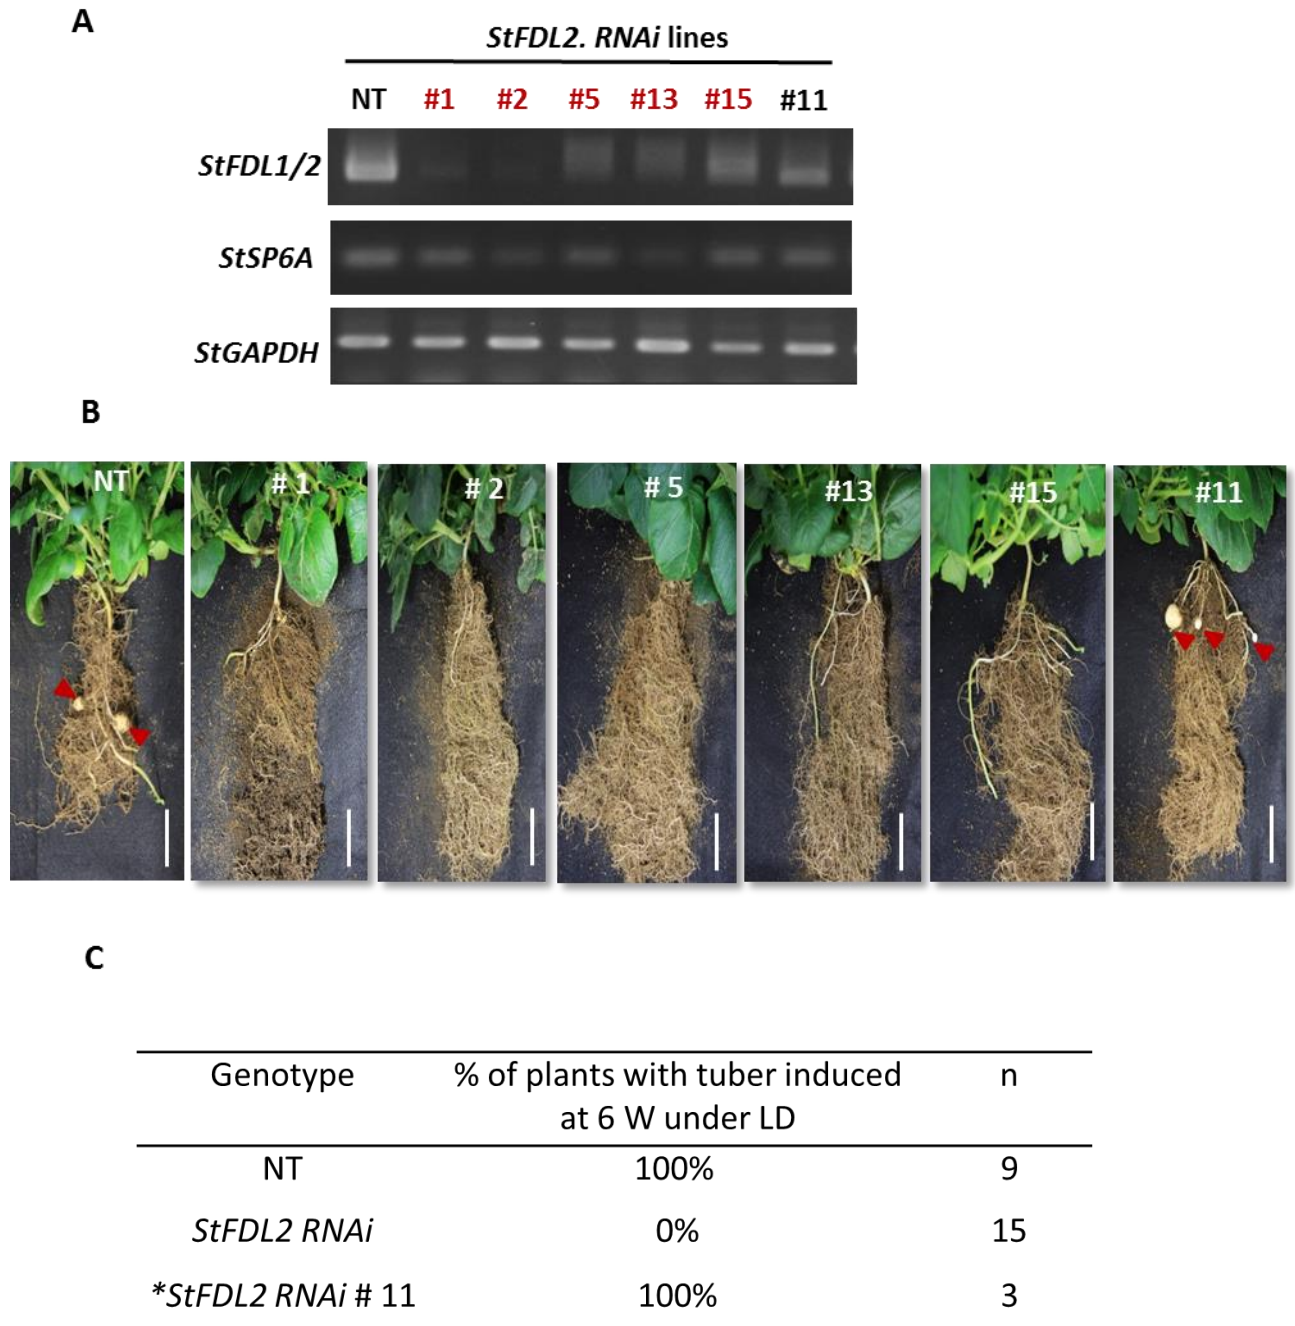 A
StFDL2. RNAi lines
NT #1 #2 #5 #13 #15 #11
StFDL1/2
StSP6A
StGAPDH
B
NT # 1 # 2 # 5 #13 #15 #11
C
Genotype % of plants with tuber induced n
at 6 W under LD
NT 100% 9
StFDL2 RNAi 0% 15
*StFDL2 RNAi # 11 100% 3